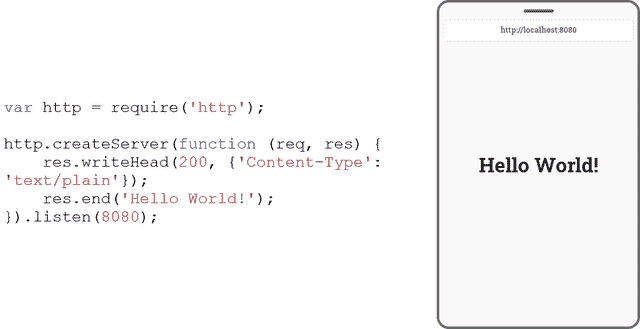 http://localhost:8080
var http = require('http');
http.createServer(function (req, res) {
    res.writeHead(200, {'Content-Type':
'text/plain'});
    res.end('Hello World!');
}).listen(8080);
Hello World!